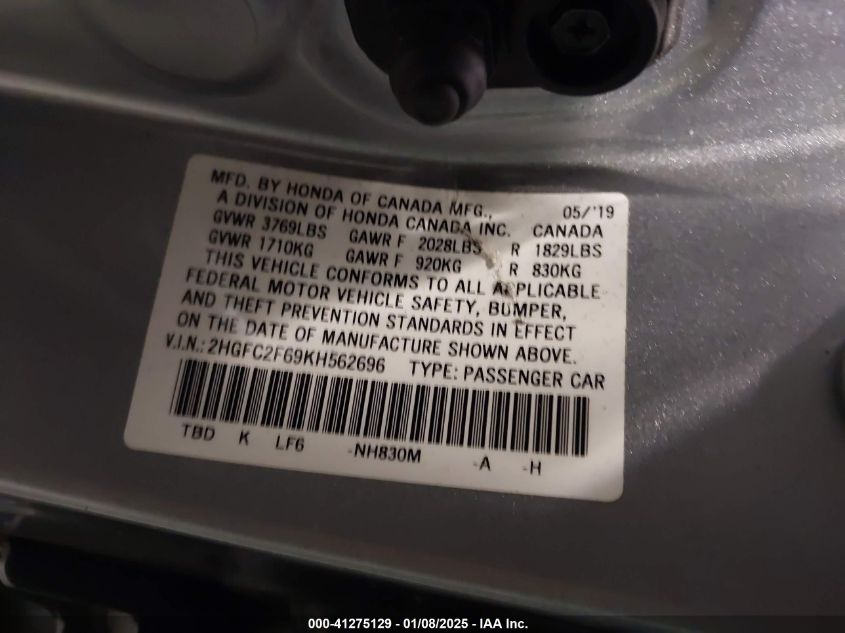 MFD. BY HONDA OF CANADA MFG., 05/'19
A DIVISION OF HONDA CANADA INC. CANADA
GVWR 3769LBS GAWR F 2028LBS R 1829LBS
GVWR 1710KG GAWR F 920KG R 830KG
THIS VEHICLE CONFORMS TO ALL APPLICABLE
FEDERAL MOTOR VEHICLE SAFETY, BUMPER,
AND THEFT PREVENTION STANDARDS IN EFFECT
ON THE DATE OF MANUFACTURE SHOWN ABOVE.
V.I.N.: 2HGFC2F69KH562696 TYPE: PASSENGER CAR
TBD K LF6 -NH830M -A -H
000-41275129 - 01/08/2025 - © IAA Inc.